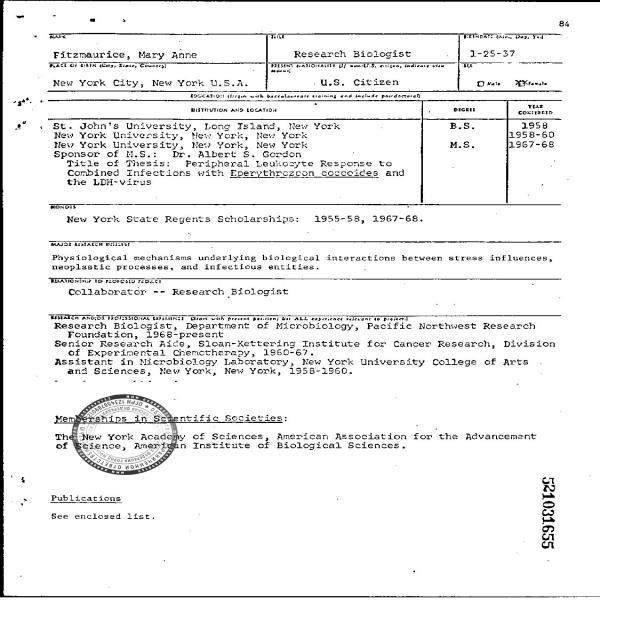 84
NAME
TITLE
BIRTHDATE (Mo., Day, Yr.)
Fitzmaurice, Mary Anne
Research Biologist
1-25-37
PLACE OF BIRTH (City, State, Country)
PRESENT NATIONALITY (If non-U.S. citizen, indicate visa status)
SEX
New York City, New York U.S.A.
U.S. Citizen
Male
Female
EDUCATION (Begin with baccalaureate training and include postdoctoral)
INSTITUTION AND LOCATION
DEGREE
YEAR CONFERRED
St. John's University, Long Island, New York B.S. 1958
New York University, New York, New York 1958-60
New York University, New York, New York M.S. 1967-68
Sponsor of M.S.: Dr. Albert S. Gordon
Title of Thesis: Peripheral Leukocyte Response to
Combined Infections with Eperythrozoon coccoides and
the LDH-virus
HONORS
New York State Regents Scholarships: 1955-58, 1967-68.
MAJOR RESEARCH INTEREST
Physiological mechanisms underlying biological interactions between stress influences,
neoplastic processes, and infectious entities.
RELATIONSHIP TO PROPOSED PROJECT
Collaborator -- Research Biologist
RESEARCH AND/OR PROFESSIONAL EXPERIENCE (Start with present position; list ALL experience relevant to project)
Research Biologist, Department of Microbiology, Pacific Northwest Research
Foundation, 1968-present
Senior Research Aide, Sloan-Kettering Institute for Cancer Research, Division
of Experimental Chemotherapy, 1960-67.
Assistant in Microbiology Laboratory, New York University College of Arts
and Sciences, New York, New York, 1958-1960.
Memberships in Scientific Societies:
The New York Academy of Sciences, American Association for the Advancement
of Science, American Institute of Biological Sciences.
Publications
See enclosed list.
521031655